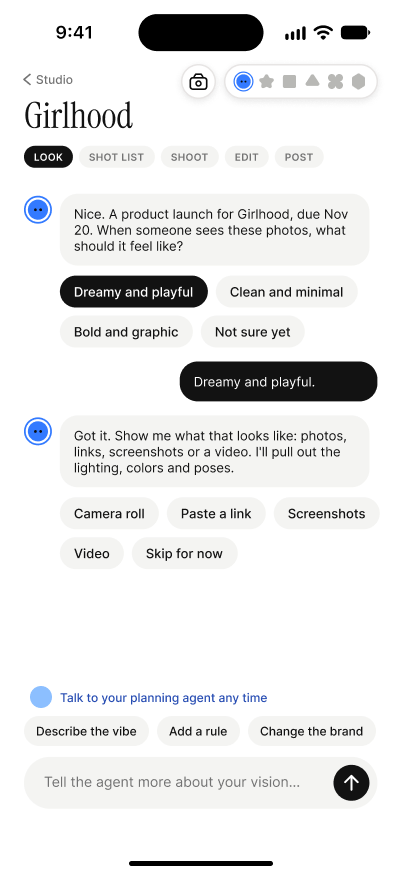 9:41
Studio
Girlhood
LOOK
SHOT LIST
SHOOT
EDIT
POST
Nice. A product launch for Girlhood, due Nov
20. When someone sees these photos, what
should it feel like?
Dreamy and playful
Clean and minimal
Bold and graphic
Not sure yet
Dreamy and playful.
Got it. Show me what that looks like: photos,
links, screenshots or a video. I'll pull out the
lighting, colors and poses.
Camera roll
Paste a link
Screenshots
Video
Skip for now
Talk to your planning agent any time
Describe the vibe
Add a rule
Change the brand
Tell the agent more about your vision...